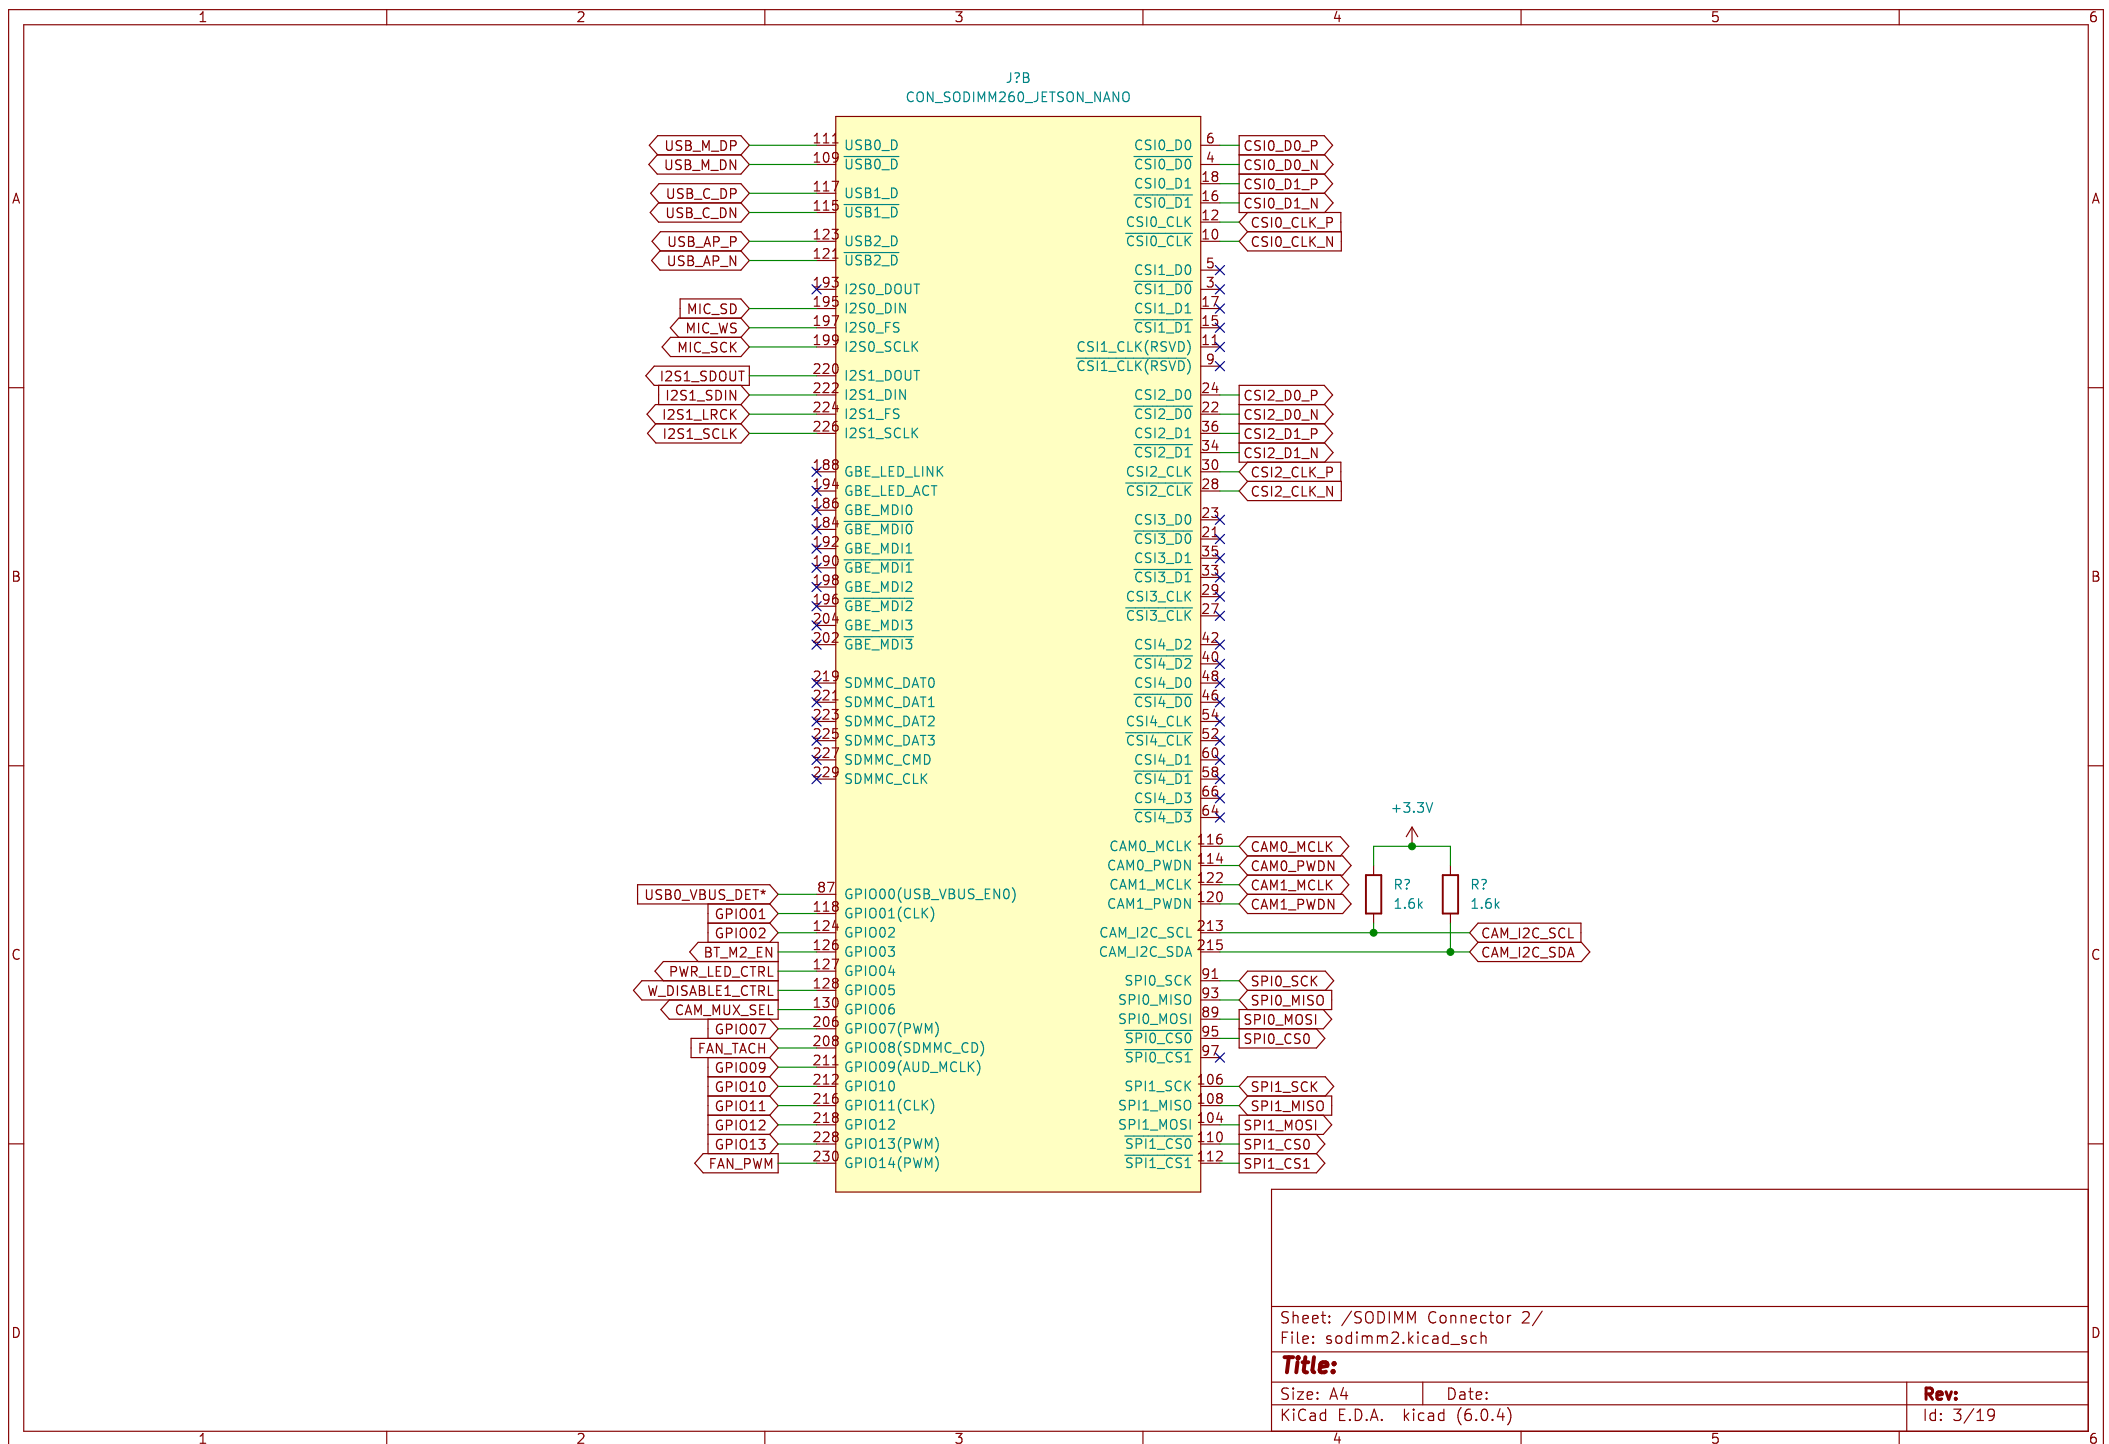 1 2 3 4 5 6
J?B
CON_SODIMM260_JETSON_NANO
USB_M_DP 111 USB0_D CSI0_D0 6 CSI0_D0_P
USB_M_DN 109 USB0_D CSI0_D0 4 CSI0_D0_N
CSI0_D1 18 CSI0_D1_P
USB_C_DP 117 USB1_D
A CSI0_D1 16 CSI0_D1_N A
USB_C_DN 115 USB1_D
CSI0_CLK 12 CSI0_CLK_P
USB_AP_P 123 USB2_D CSI0_CLK 10 CSI0_CLK_N
USB_AP_N 121 USB2_D
CSI1_D0 5
193 I2S0_DOUT CSI1_D0 3
MIC_SD 195 I2S0_DIN CSI1_D1 17
MIC_WS 197 I2S0_FS CSI1_D1 15
MIC_SCK 199 I2S0_SCLK CSI1_CLK(RSVD) 11
CSI1_CLK(RSVD) 9
I2S1_SDOUT 220 I2S1_DOUT
I2S1_SDIN 222 I2S1_DIN CSI2_D0 24 CSI2_D0_P
I2S1_LRCK 224 I2S1_FS CSI2_D0 22 CSI2_D0_N
I2S1_SCLK 226 I2S1_SCLK CSI2_D1 36 CSI2_D1_P
CSI2_D1 34 CSI2_D1_N
188 GBE_LED_LINK CSI2_CLK 30 CSI2_CLK_P
194 GBE_LED_ACT CSI2_CLK 28 CSI2_CLK_N
186 GBE_MDI0
CSI3_D0 23
184 GBE_MDI0
CSI3_D0 21
192 GBE_MDI1
CSI3_D1 35
190 GBE_MDI1
B CSI3_D1 33 B
198 GBE_MDI2
CSI3_CLK 29
196 GBE_MDI2
CSI3_CLK 27
204 GBE_MDI3
202 GBE_MDI3 CSI4_D2 42
CSI4_D2 40
219 SDMMC_DAT0 CSI4_D0 48
221 SDMMC_DAT1 CSI4_D0 46
223 SDMMC_DAT2 CSI4_CLK 54
225 SDMMC_DAT3 CSI4_CLK 52
227 SDMMC_CMD CSI4_D1 60
229 SDMMC_CLK CSI4_D1 58
CSI4_D3 66
+3.3V
CSI4_D3 64
CAM0_MCLK 116 CAM0_MCLK
CAM0_PWDN 114 CAM0_PWDN
CAM1_MCLK 122 CAM1_MCLK R? R?
USB0_VBUS_DET* 87 GPIO00(USB_VBUS_EN0)
CAM1_PWDN 120 CAM1_PWDN 1.6k 1.6k
GPIO01 118 GPIO01(CLK)
GPIO02 124 GPIO02 CAM_I2C_SCL 213 CAM_I2C_SCL
BT_M2_EN 126 GPIO03 CAM_I2C_SDA 215 CAM_I2C_SDA
C C
PWR_LED_CTRL 127 GPIO04
SPI0_SCK 91 SPI0_SCK
W_DISABLE1_CTRL 128 GPIO05
SPI0_MISO 93 SPI0_MISO
CAM_MUX_SEL 130 GPIO06
SPI0_MOSI 89 SPI0_MOSI
GPIO07 206 GPIO07(PWM)
SPI0_CS0 95 SPI0_CS0
FAN_TACH 208 GPIO08(SDMMC_CD)
SPI0_CS1 97
GPIO09 211 GPIO09(AUD_MCLK)
GPIO10 212 GPIO10 SPI1_SCK 106 SPI1_SCK
GPIO11 216 GPIO11(CLK) SPI1_MISO 108 SPI1_MISO
GPIO12 218 GPIO12 SPI1_MOSI 104 SPI1_MOSI
GPIO13 228 GPIO13(PWM) SPI1_CS0 110 SPI1_CS0
FAN_PWM 230 GPIO14(PWM) SPI1_CS1 112 SPI1_CS1
Sheet: /SODIMM Connector 2/
D D
File: sodimm2.kicad_sch
Title:
Size: A4 Date: Rev:
KiCad E.D.A. kicad (6.0.4) Id: 3/19
1 2 3 4 5 6